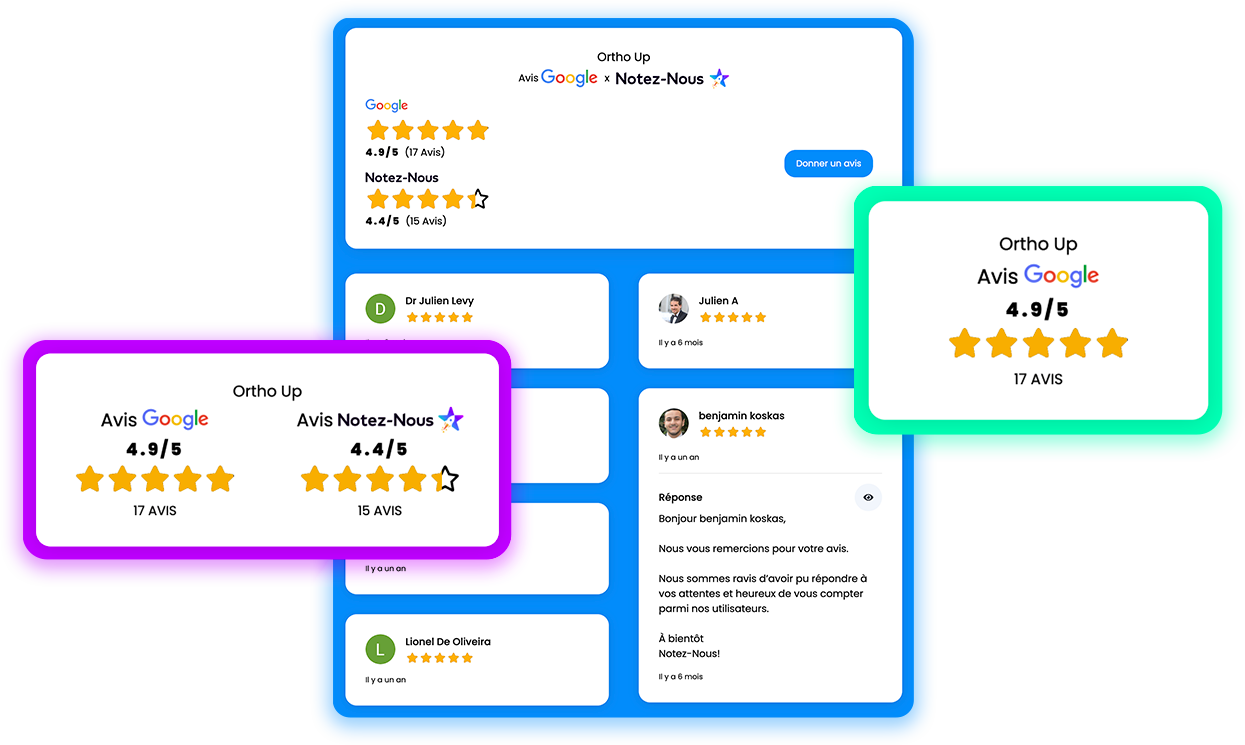 Ortho Up
Avis Google x Notez-Nous
Google
4.9/5 (17 Avis)
Notez-Nous
4.4/5 (15 Avis)
Donner un avis
D
Dr Julien Levy
Julien A
Il y a 6 mois
Ortho Up
Avis Google
4.9/5
17 AVIS
Ortho Up
Avis Google
4.9/5
17 AVIS
Avis Notez-Nous
4.4/5
15 AVIS
Il y a un an
L
Lionel De Oliveira
Il y a un an
benjamin koskas
Il y a un an
Réponse
Bonjour benjamin koskas,
Nous vous remercions pour votre avis.
Nous sommes ravis d’avoir pu répondre à
vos attentes et heureux de vous compter
parmi nos utilisateurs.
À bientôt
Notez-Nous!
Il y a 6 mois